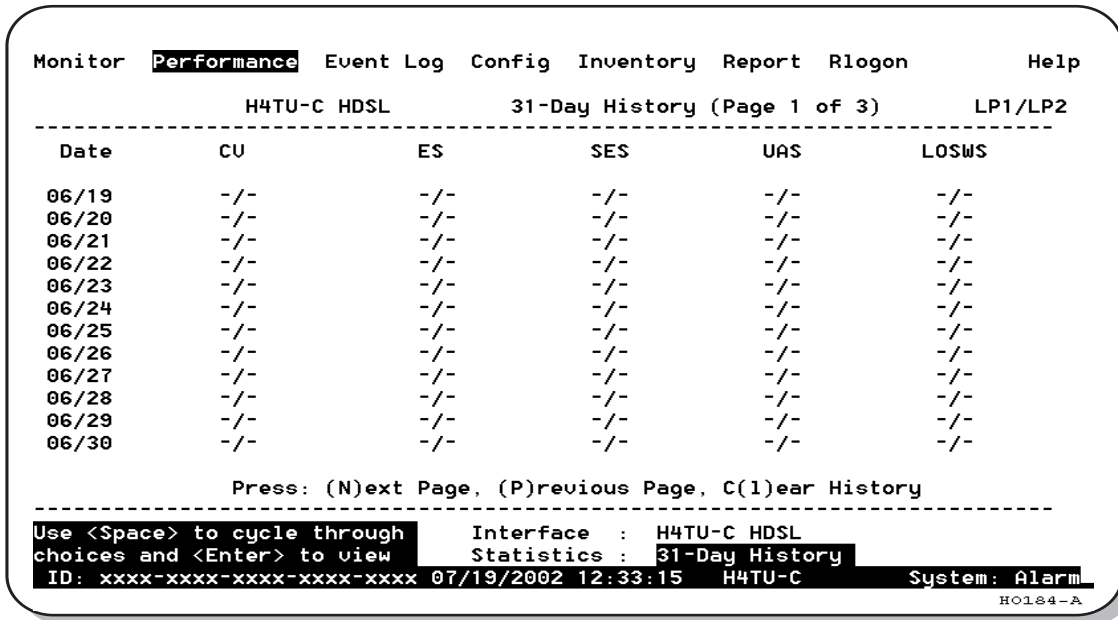 Monitor Performance Event Log Config Inventory Report Rlogon Help
H4TU-C HDSL 31-Day History (Page 1 of 3) LP1/LP2
--------------------------------------------------------------------------------
Date CV ES SES UAS LOSWS
06/19 -/- -/- -/- -/- -/-
06/20 -/- -/- -/- -/- -/-
06/21 -/- -/- -/- -/- -/-
06/22 -/- -/- -/- -/- -/-
06/23 -/- -/- -/- -/- -/-
06/24 -/- -/- -/- -/- -/-
06/25 -/- -/- -/- -/- -/-
06/26 -/- -/- -/- -/- -/-
06/27 -/- -/- -/- -/- -/-
06/28 -/- -/- -/- -/- -/-
06/29 -/- -/- -/- -/- -/-
06/30 -/- -/- -/- -/- -/-
Press: (N)ext Page, (P)revious Page, C(l)ear History
--------------------------------------------------------------------------------
Use <Space> to cycle through Interface : H4TU-C HDSL
choices and <Enter> to view Statistics : 31-Day History
ID: xxxx-xxxx-xxxx-xxxx-xxxx 07/19/2002 12:33:15 H4TU-C System: Alarm
H0184-A